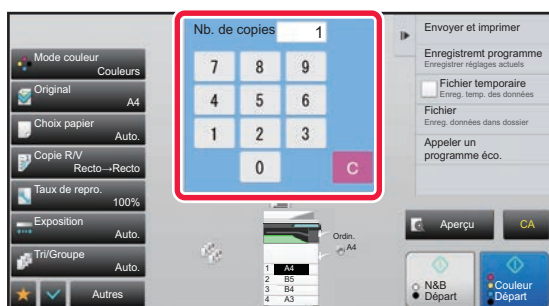 Mode couleur
Couleurs
Original
A4
Choix papier
Auto.
Copie R/V
Recto→Recto
Taux de repro.
100%
Exposition
Auto.
Tri/Groupe
Auto.
Autres
Nb. de copies 1
7 8 9
4 5 6
1 2 3
0 C
Ordin.
A4
1 A4
2 B5
3 B4
4 A3
Envoyer et imprimer
Enregistremt programme
Enregistrer réglages actuels
Fichier temporaire
Enreg. temp. des données
Fichier
Enreg. données dans dossier
Appeler un
programme éco.
Aperçu
CA
N&B
Départ
Couleur
Départ